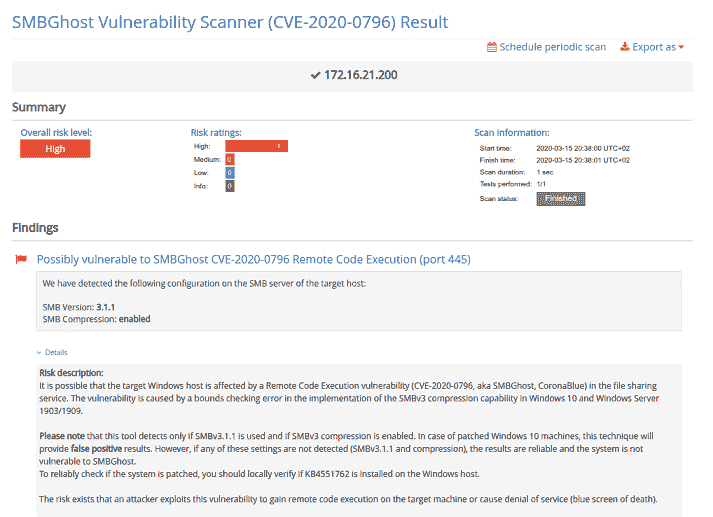 SMBGhost Vulnerability Scanner (CVE-2020-0796) Result
Schedule periodic scan Export as
172.16.21.200
Summary
Overall risk level:
High
Risk ratings:
High: 1
Medium: 0
Low: 0
Info: 0
Scan information:
Start time: 2020-03-15 20:38:00 UTC+02
Finish time: 2020-03-15 20:38:01 UTC+02
Scan duration: 1 sec
Tests performed: 1/1
Scan status: Finished
Findings
Possibly vulnerable to SMBGhost CVE-2020-0796 Remote Code Execution (port 445)
We have detected the following configuration on the SMB server of the target host:
SMB Version: 3.1.1
SMB Compression: enabled
Details
Risk description:
It is possible that the target Windows host is affected by a Remote Code Execution vulnerability (CVE-2020-0796, aka SMBGhost, CoronaBlue) in the file sharing
service. The vulnerability is caused by a bounds checking error in the implementation of the SMBv3 compression capability in Windows 10 and Windows Server
1903/1909.
Please note that this tool detects only if SMBv3.1.1 is used and if SMBv3 compression is enabled. In case of patched Windows 10 machines, this technique will
provide false positive results. However, if any of these settings are not detected (SMBv3.1.1 and compression), the results are reliable and the system is not
vulnerable to SMBGhost.
To reliably check if the system is patched, you should locally verify if KB4551762 is installed on the Windows host.
The risk exists that an attacker exploits this vulnerability to gain remote code execution on the target machine or cause denial of service (blue screen of death).